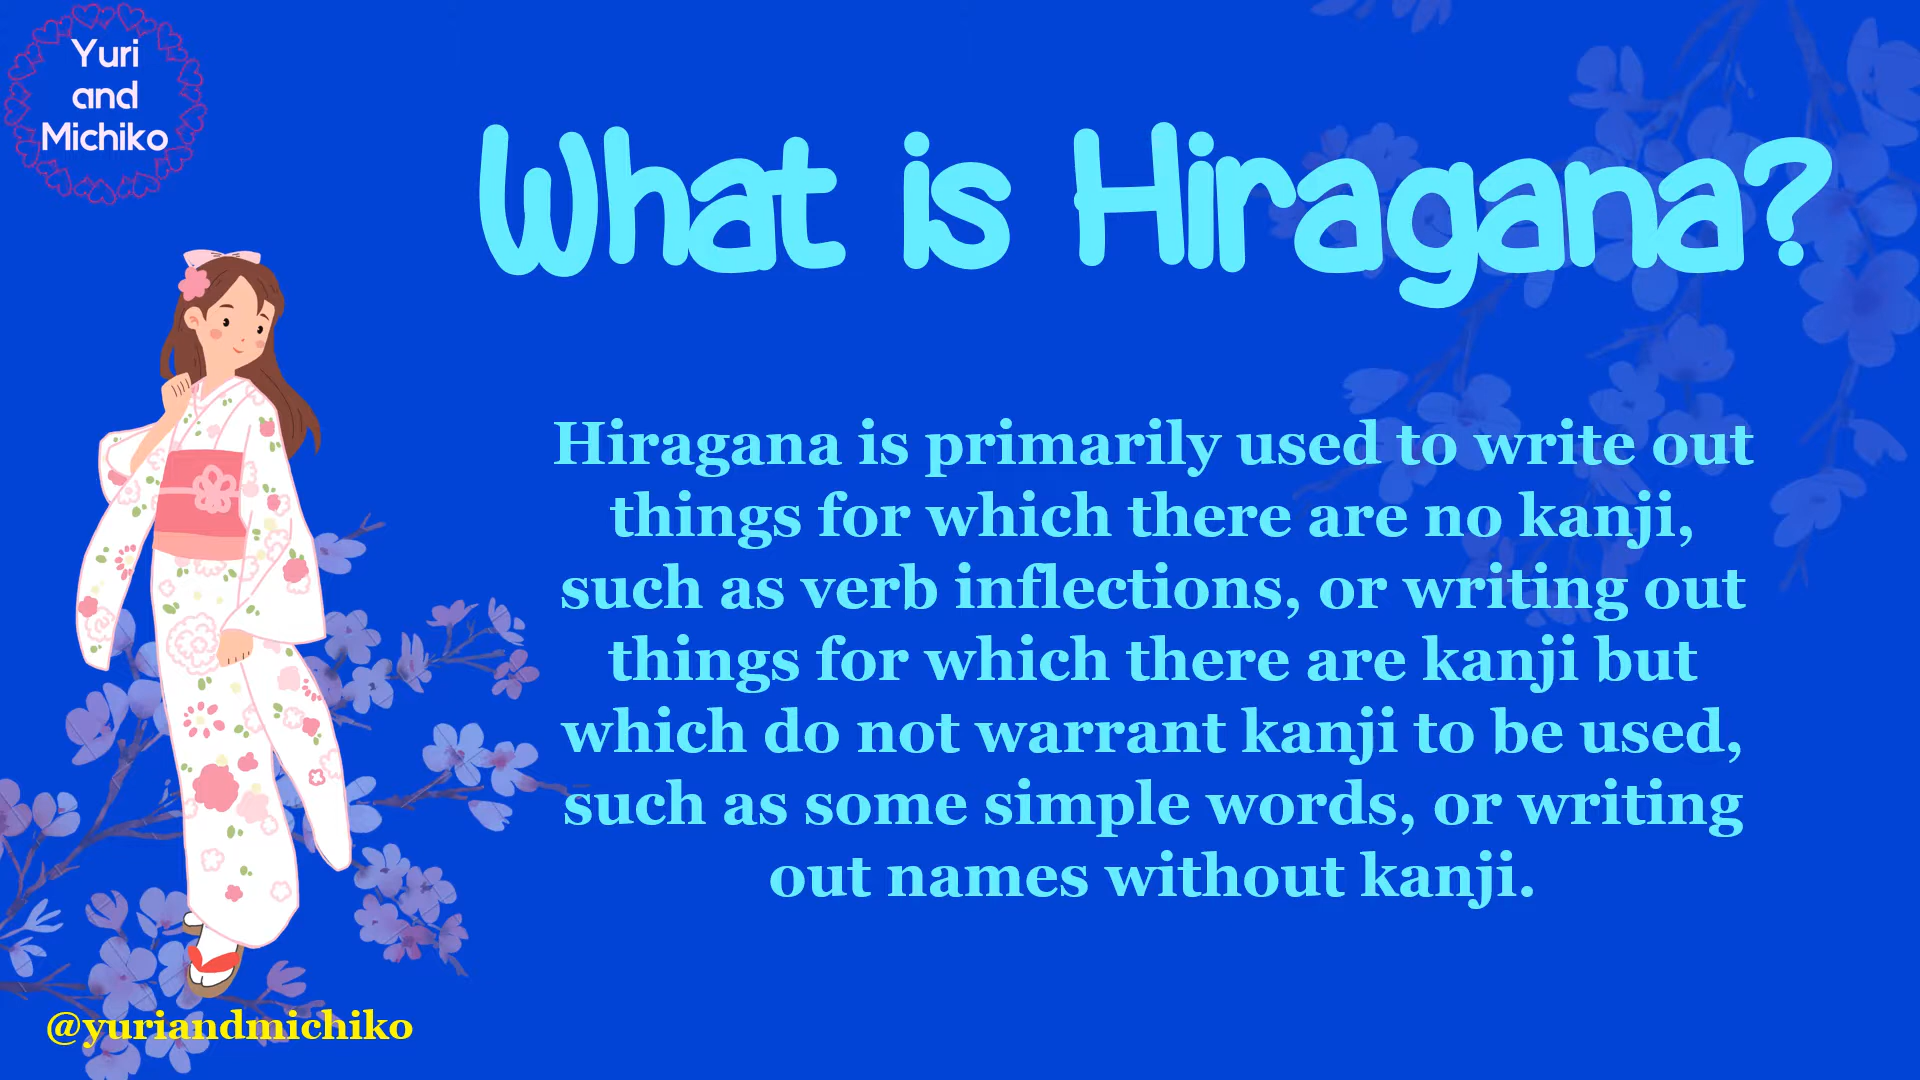 Yuri
and
Michiko
What is Hiragana?
Hiragana is primarily used to write out
things for which there are no kanji,
such as verb inflections, or writing out
things for which there are kanji but
which do not warrant kanji to be used,
such as some simple words, or writing
out names without kanji.
@yuriandmichiko